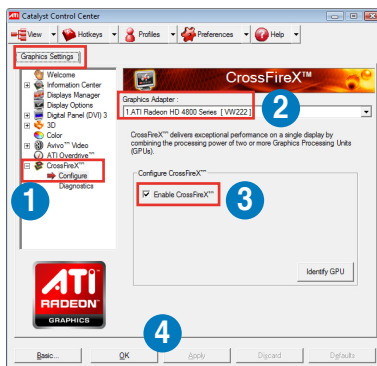 ATI Catalyst Control Center
View Hotkeys Profiles Preferences Help
Graphics Settings
Welcome
Information Center
Displays Manager
Display Options
Digital Panel (DVI) 3
3D
Color
Avivo™ Video
ATI Overdrive™
CrossFireX™
Configure
Diagnostics
1
CrossFireX™
Graphics Adapter :
1.ATI Radeon HD 4800 Series [ VW222 ]
2
CrossFireX™ delivers exceptional performance on a single display by
combining the processing power of two or more Graphics Processing Units
(GPUs).
Configure CrossFireX™
Enable CrossFireX™
3
Identify GPU
ATI
RADEON
GRAPHICS
4
Basic... OK Apply Discard Defaults